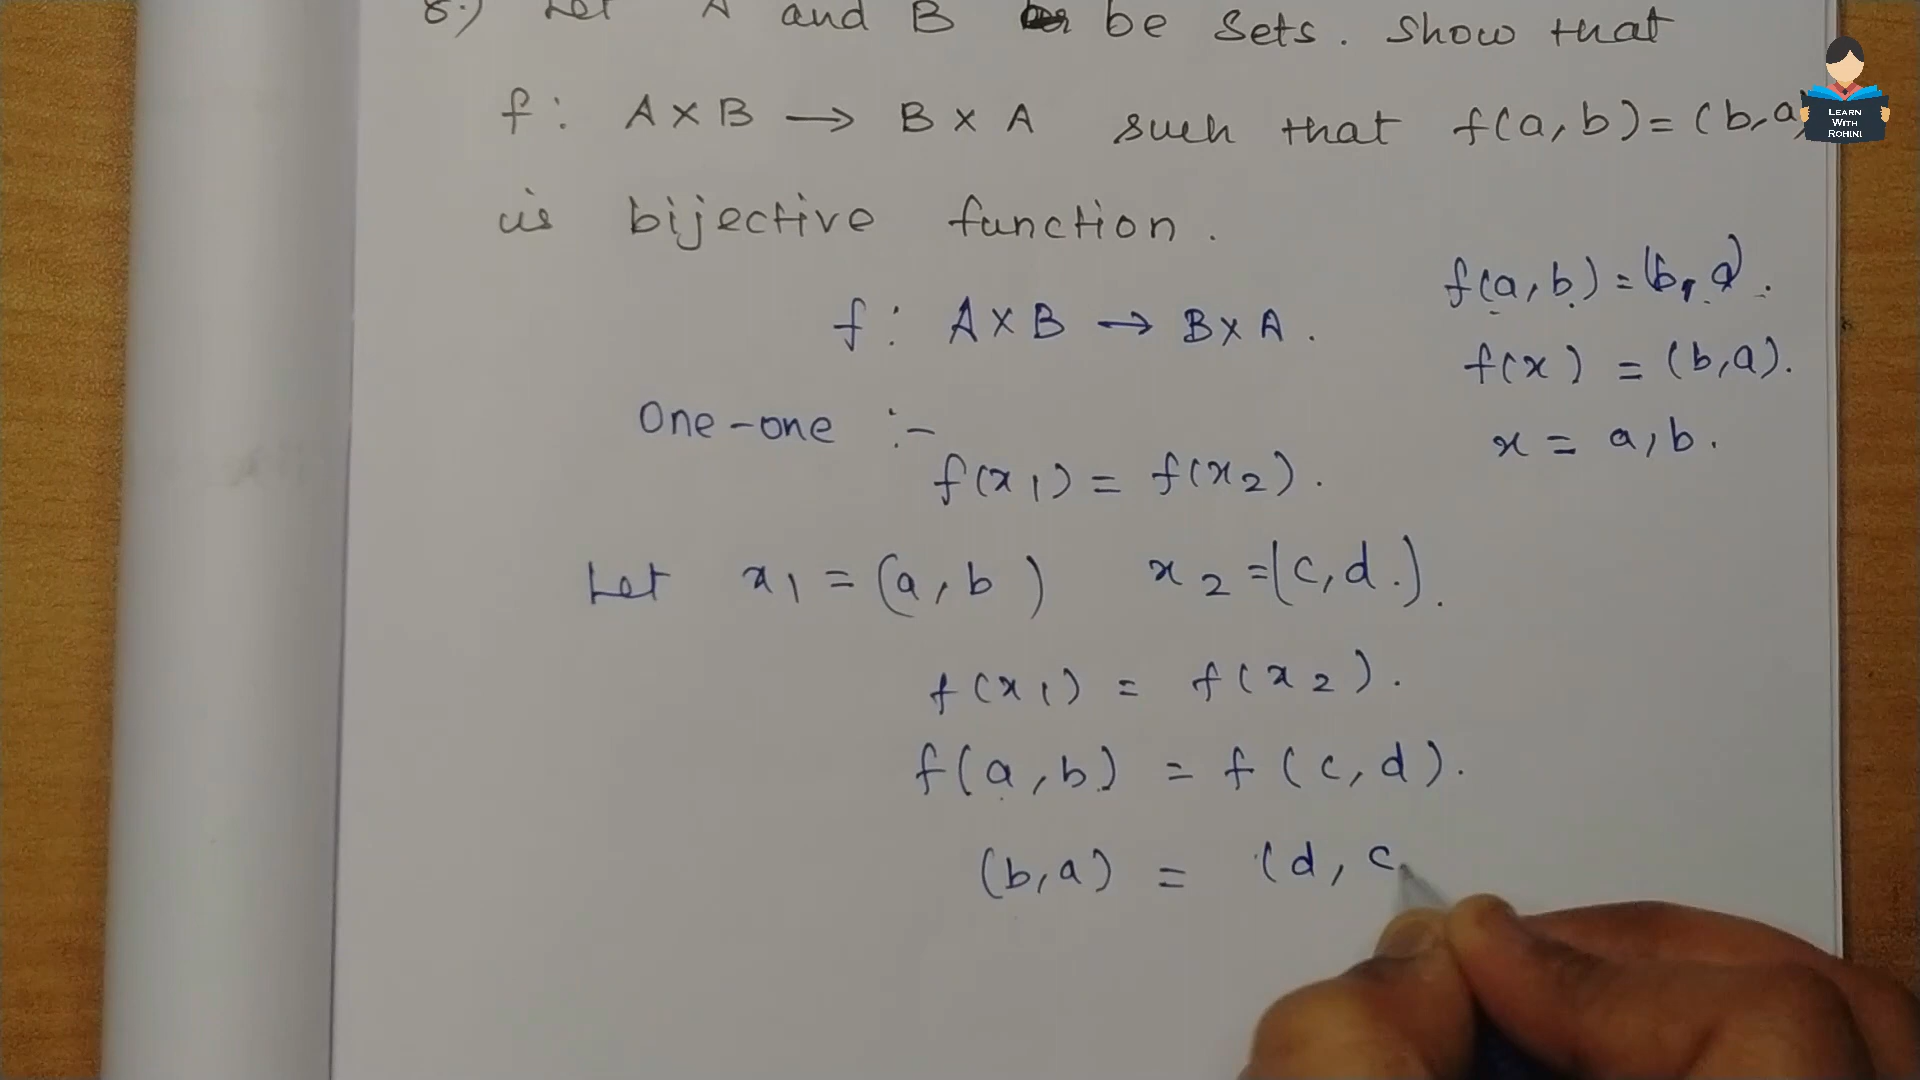 8.) Let A and B be sets. Show that
f: A × B → B × A such that f(a, b) = (b, a)
is bijective function.
f: A × B → B × A.
f(a, b) = (b, a).
f(x) = (b, a).
x = a, b.
One-one :-
f(x1) = f(x2).
Let x1 = (a, b) x2 = (c, d.).
f(x1) = f(x2).
f(a, b) = f(c, d).
(b, a) = (d, c
LEARN
WITH
ROHINI